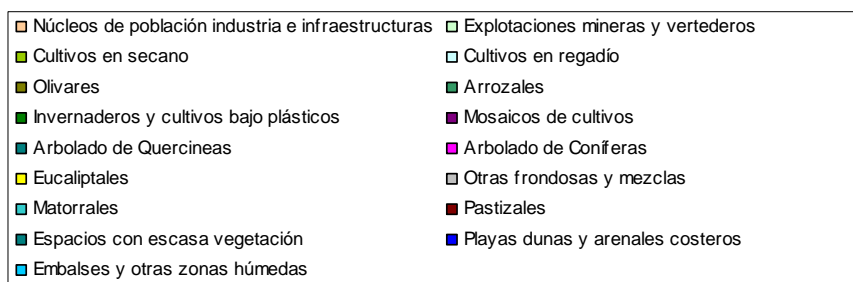 Núcleos de población industria e infraestructuras Explotaciones mineras y vertederos
Cultivos en secano Cultivos en regadío
Olivares Arrozales
Invernaderos y cultivos bajo plásticos Mosaicos de cultivos
Arbolado de Quercineas Arbolado de Coníferas
Eucaliptales Otras frondosas y mezclas
Matorrales Pastizales
Espacios con escasa vegetación Playas dunas y arenales costeros
Embalses y otras zonas húmedas